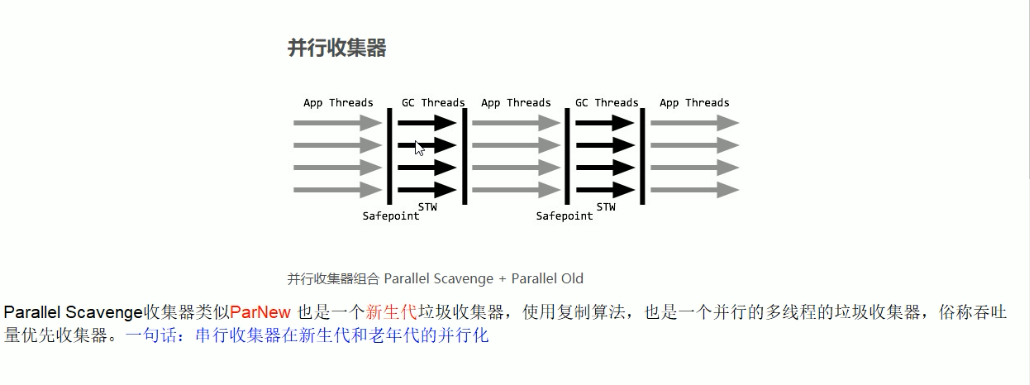 并行收集器
App Threads GC Threads App Threads GC Threads App Threads
STW STW
Safepoint Safepoint
并行收集器组合 Parallel Scavenge + Parallel Old
Parallel Scavenge收集器类似ParNew 也是一个新生代垃圾收集器，使用复制算法，也是一个并行的多线程的垃圾收集器，俗称吞吐
量优先收集器。一句话：串行收集器在新生代和老年代的并行化